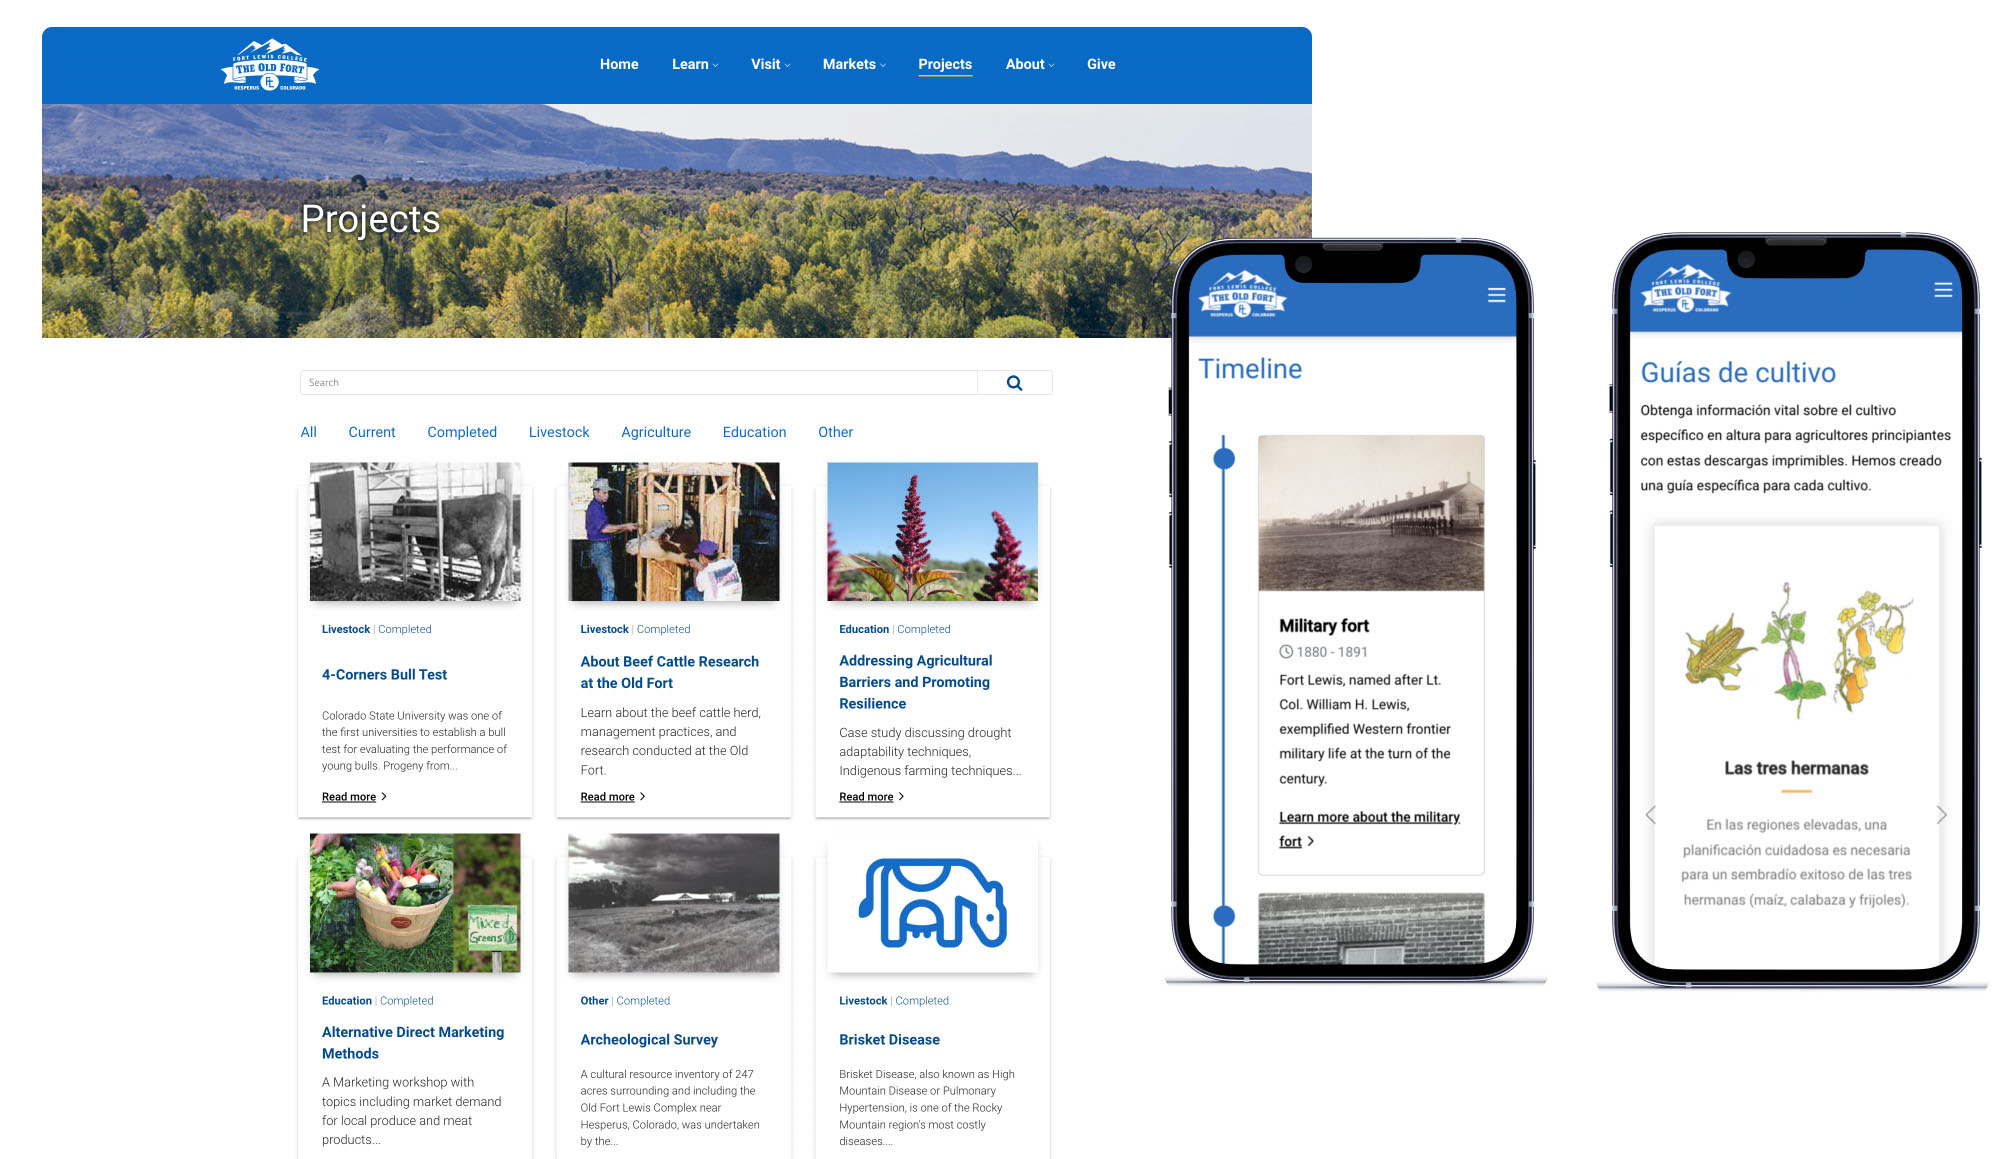 FORT LEWIS COLLEGE
THE OLD FORT
FL
HESPERUS COLORADO
Home Learn Visit Markets Projects About Give
Projects
Search
All Current Completed Livestock Agriculture Education Other
Livestock | Completed
4-Corners Bull Test
Colorado State University was one of
the first universities to establish a bull
test for evaluating the performance of
young bulls. Progeny from...
Read more
Livestock | Completed
About Beef Cattle Research
at the Old Fort
Learn about the beef cattle herd,
management practices, and
research conducted at the Old
Fort.
Read more
Education | Completed
Addressing Agricultural
Barriers and Promoting
Resilience
Case study discussing drought
adaptability techniques,
Indigenous farming techniques...
Read more
Mixed
Greens
Education | Completed
Alternative Direct Marketing
Methods
A Marketing workshop with
topics including market demand
for local produce and meat
products...
Other | Completed
Archeological Survey
A cultural resource inventory of 247
acres surrounding and including the
Old Fort Lewis Complex near
Hesperus, Colorado, was undertaken
by the...
Livestock | Completed
Brisket Disease
Brisket Disease, also known as High
Mountain Disease or Pulmonary
Hypertension, is one of the Rocky
Mountain region's most costly
diseases....
FORT LEWIS COLLEGE
THE OLD FORT
FL
HESPERUS COLORADO
Timeline
Military fort
1880 - 1891
Fort Lewis, named after Lt.
Col. William H. Lewis,
exemplified Western frontier
military life at the turn of the
century.
Learn more about the military
fort
FORT LEWIS COLLEGE
THE OLD FORT
FL
HESPERUS COLORADO
Guías de cultivo
Obtenga información vital sobre el cultivo
específico en altura para agricultores principiantes
con estas descargas imprimibles. Hemos creado
una guía específica para cada cultivo.
Las tres hermanas
En las regiones elevadas, una
planificación cuidadosa es necesaria
para un sembradío exitoso de las tres
hermanas (maíz, calabaza y frijoles).